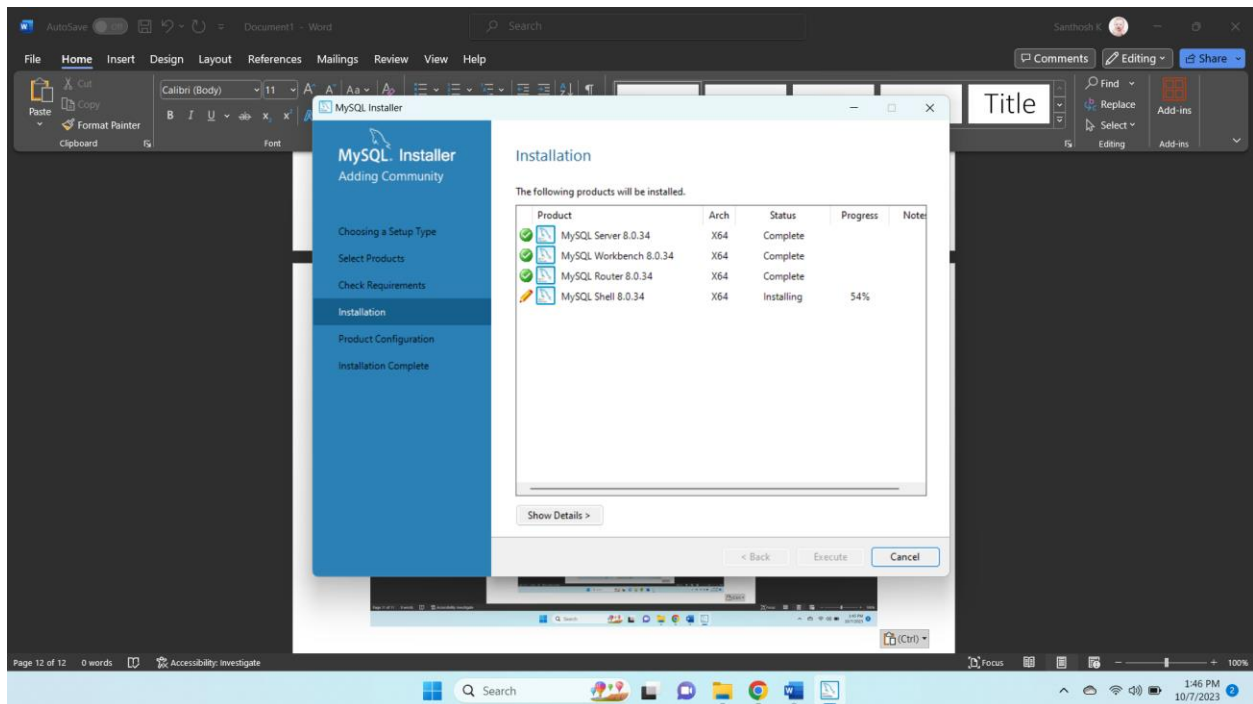 AutoSave Off Document1 - Word Search Santhosh K
File Home Insert Design Layout References Mailings Review View Help Comments Editing Share
Paste Cut Copy Format Painter
Calibri (Body) 11 A A Aa
B I U ab x x
Title
Find
Replace
Select
Add-ins
Clipboard Font Editing Add-ins
MySQL Installer
MySQL. Installer
Adding Community
Choosing a Setup Type
Select Products
Check Requirements
Installation
Product Configuration
Installation Complete
Installation
The following products will be installed.
Product Arch Status Progress Notes
MySQL Server 8.0.34 X64 Complete
MySQL Workbench 8.0.34 X64 Complete
MySQL Router 8.0.34 X64 Complete
MySQL Shell 8.0.34 X64 Installing 54%
Show Details >
< Back Execute Cancel
Search
(Ctrl)
Page 12 of 12 0 words Accessibility: Investigate Focus 100%
Search 1:46 PM
10/7/2023 2